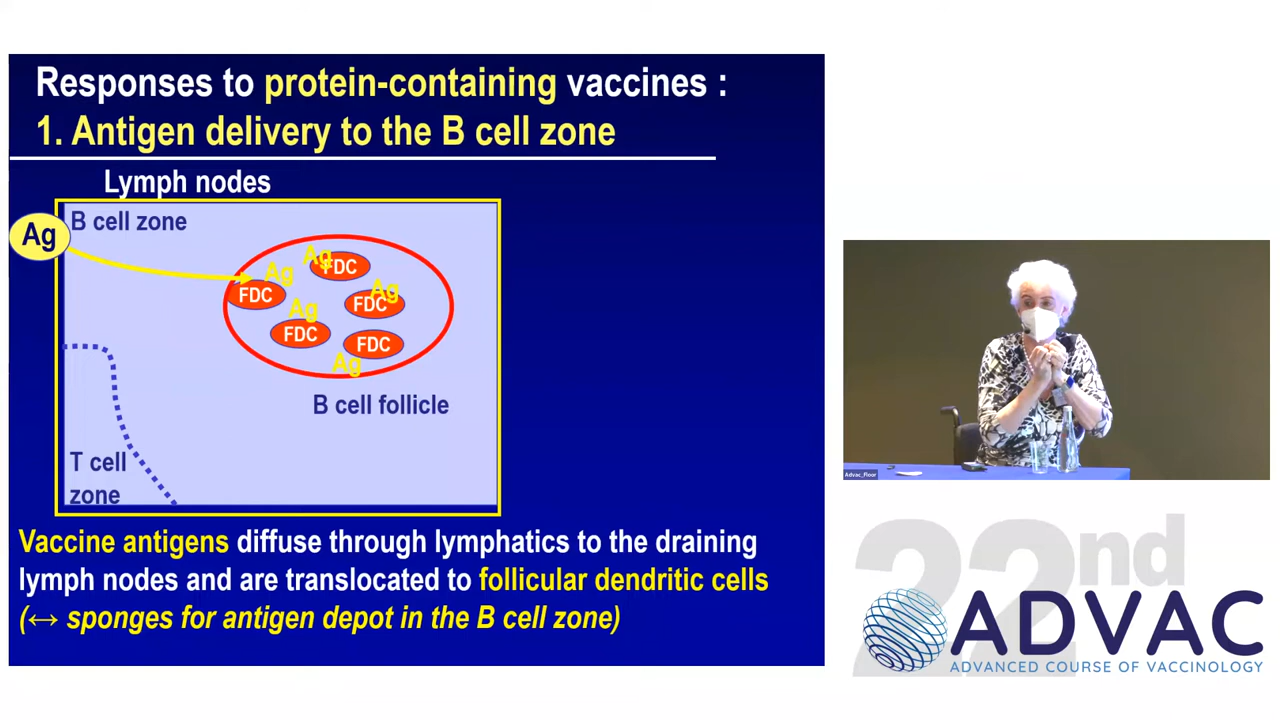 Responses to protein-containing vaccines :
1. Antigen delivery to the B cell zone
Lymph nodes
Ag
B cell zone
Ag
FDC
Ag
FDC
Ag
FDC
Ag
FDC
FDC
Ag
B cell follicle
T cell
zone
Vaccine antigens diffuse through lymphatics to the draining
lymph nodes and are translocated to follicular dendritic cells
(↔ sponges for antigen depot in the B cell zone)
Advac_Floor
22nd
ADVAC
ADVANCED COURSE OF VACCINOLOGY